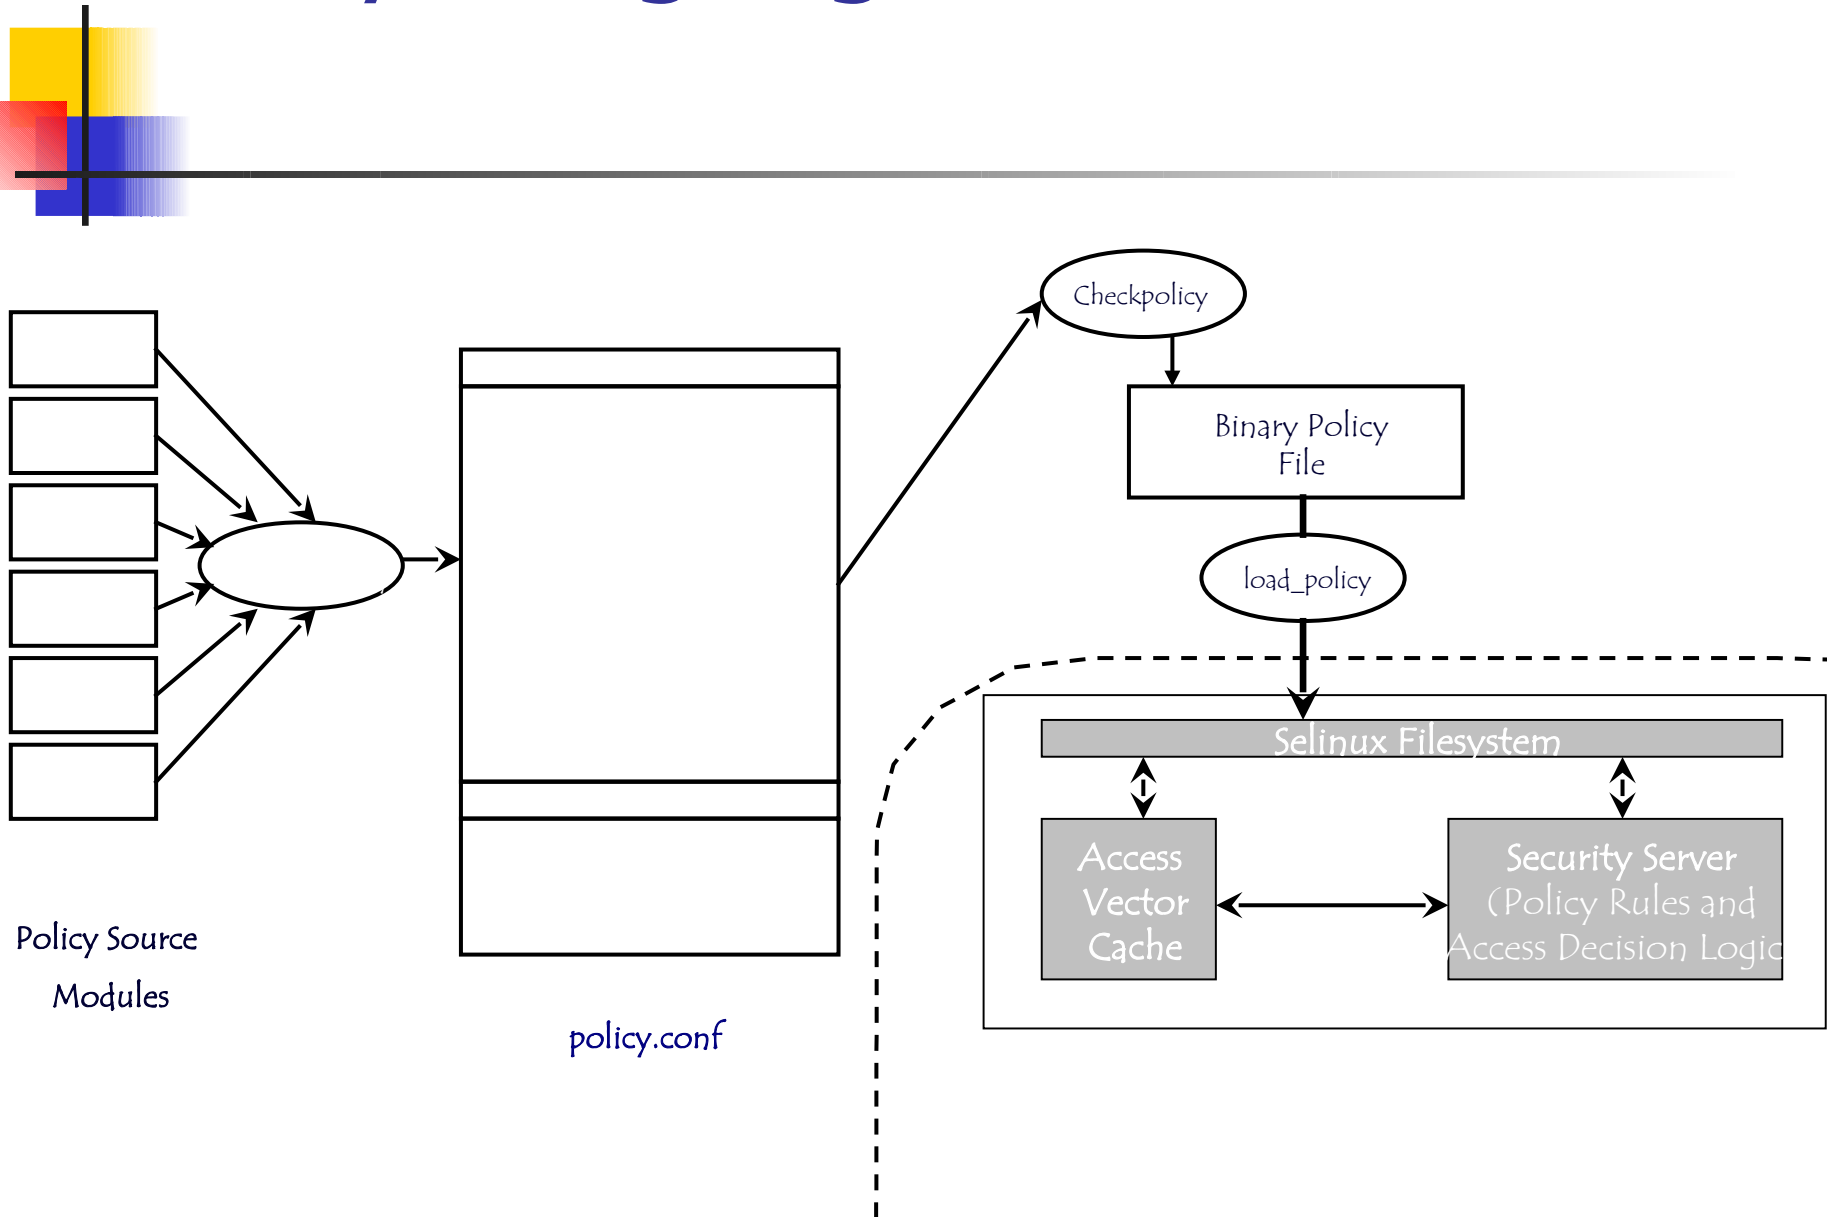 Checkpolicy
Binary Policy
File
load_policy
Selinux Filesystem
Access
Vector
Cache
Security Server
(Policy Rules and
Access Decision Logic
Policy Source
Modules
policy.conf